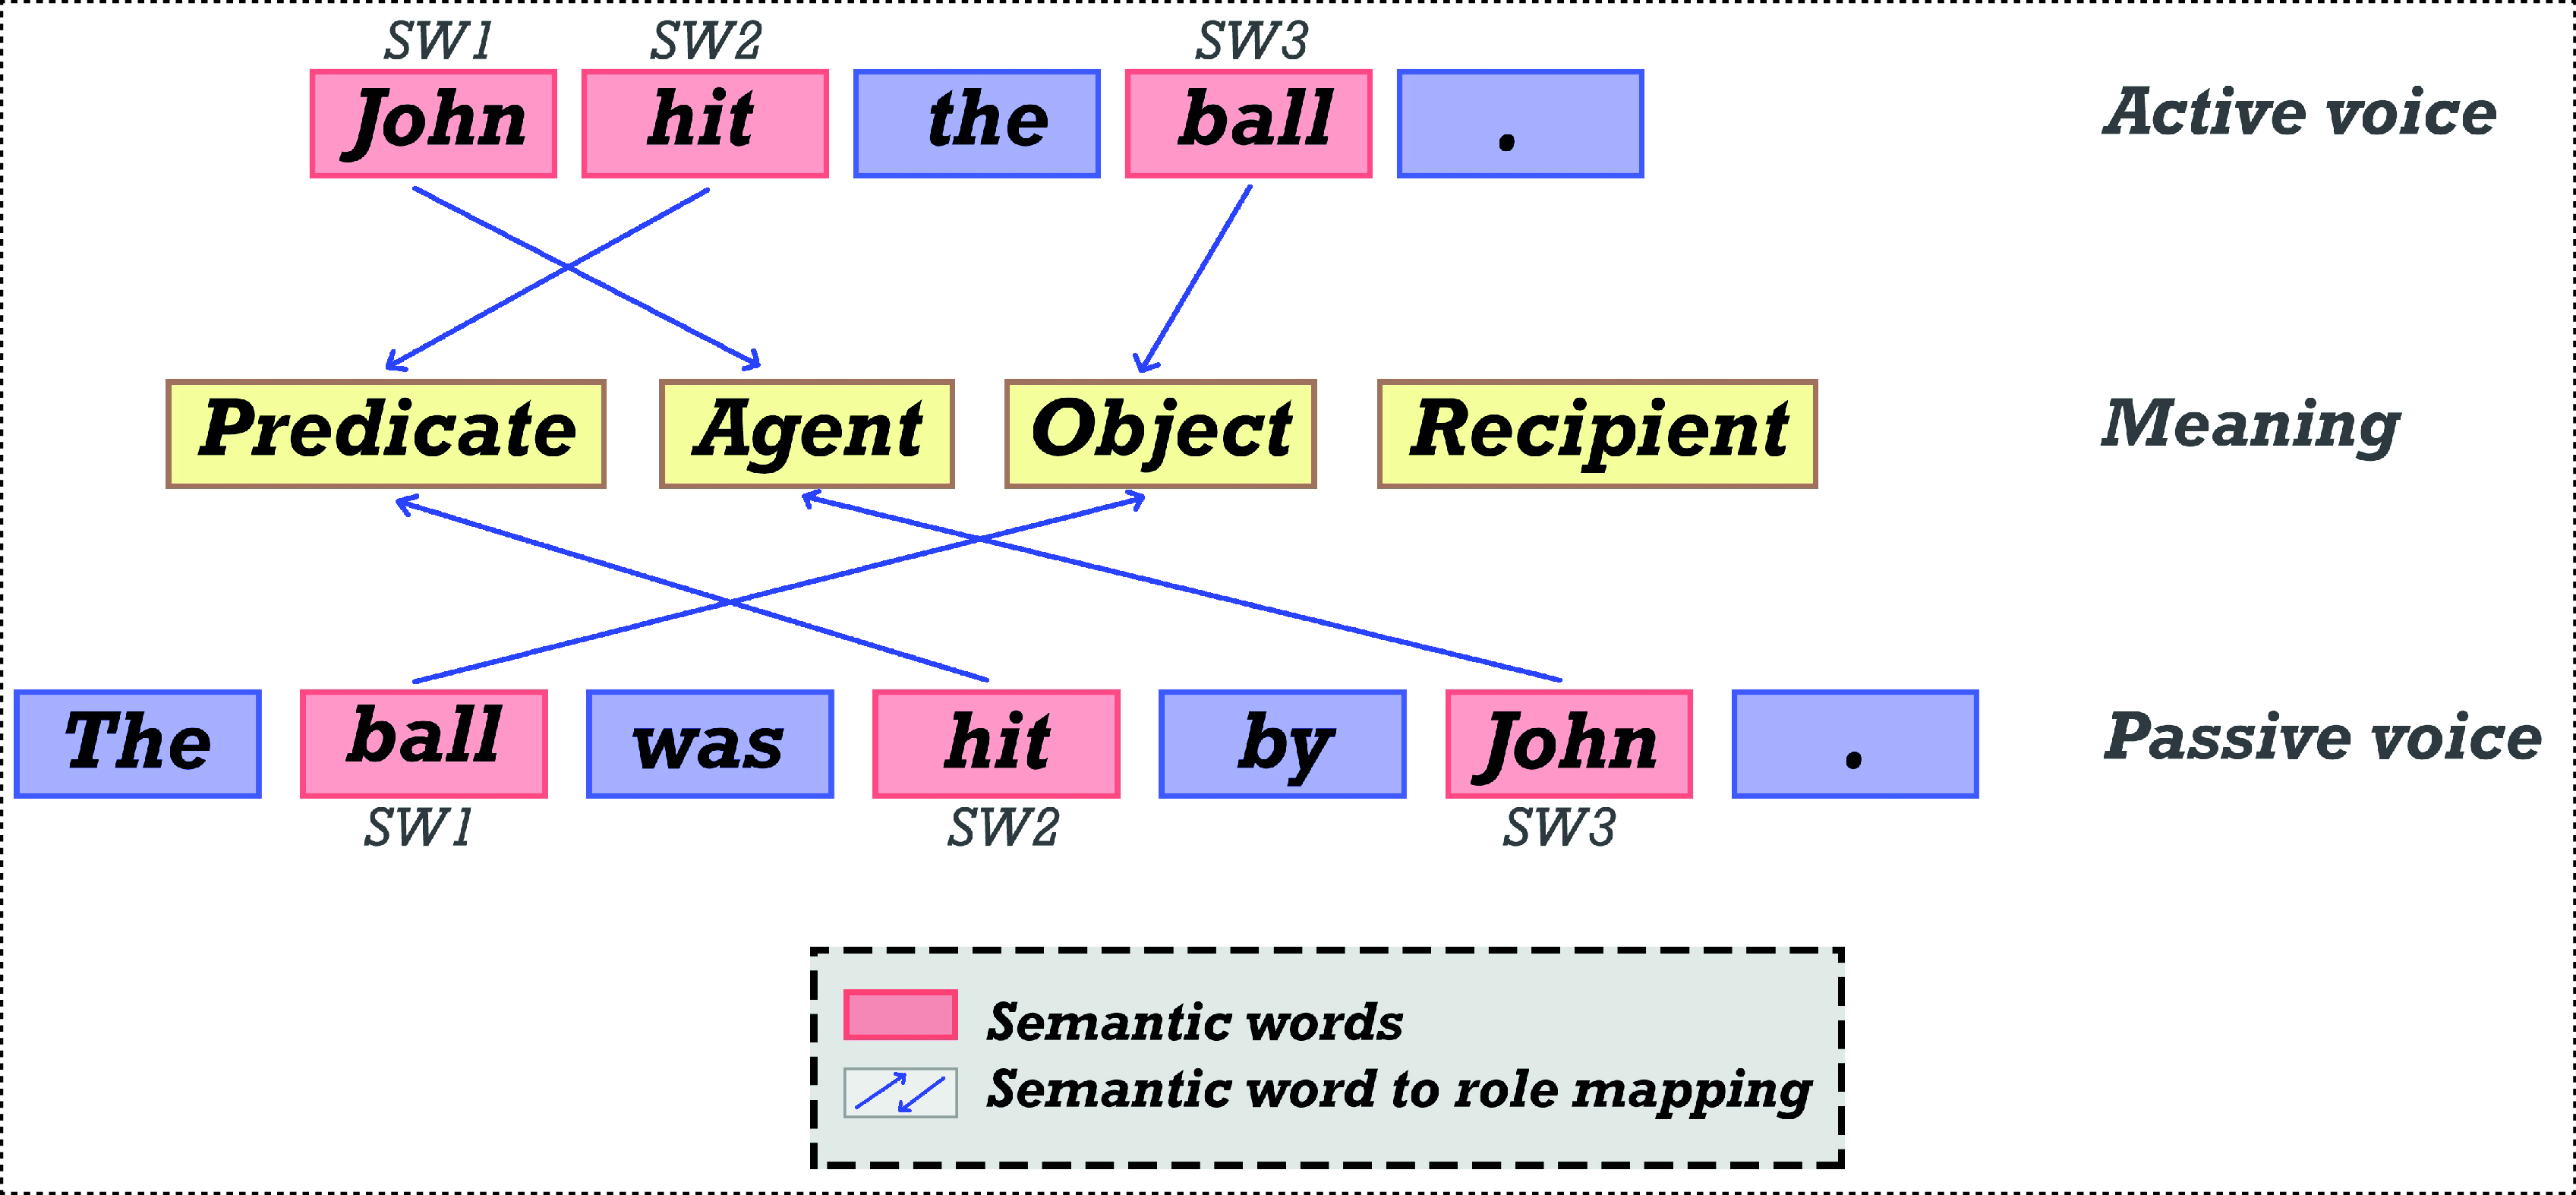 SW1 SW2 SW3
John hit the ball . Active voice
Predicate Agent Object Recipient Meaning
The ball was hit by John . Passive voice
SW1 SW2 SW3
Semantic words
Semantic word to role mapping